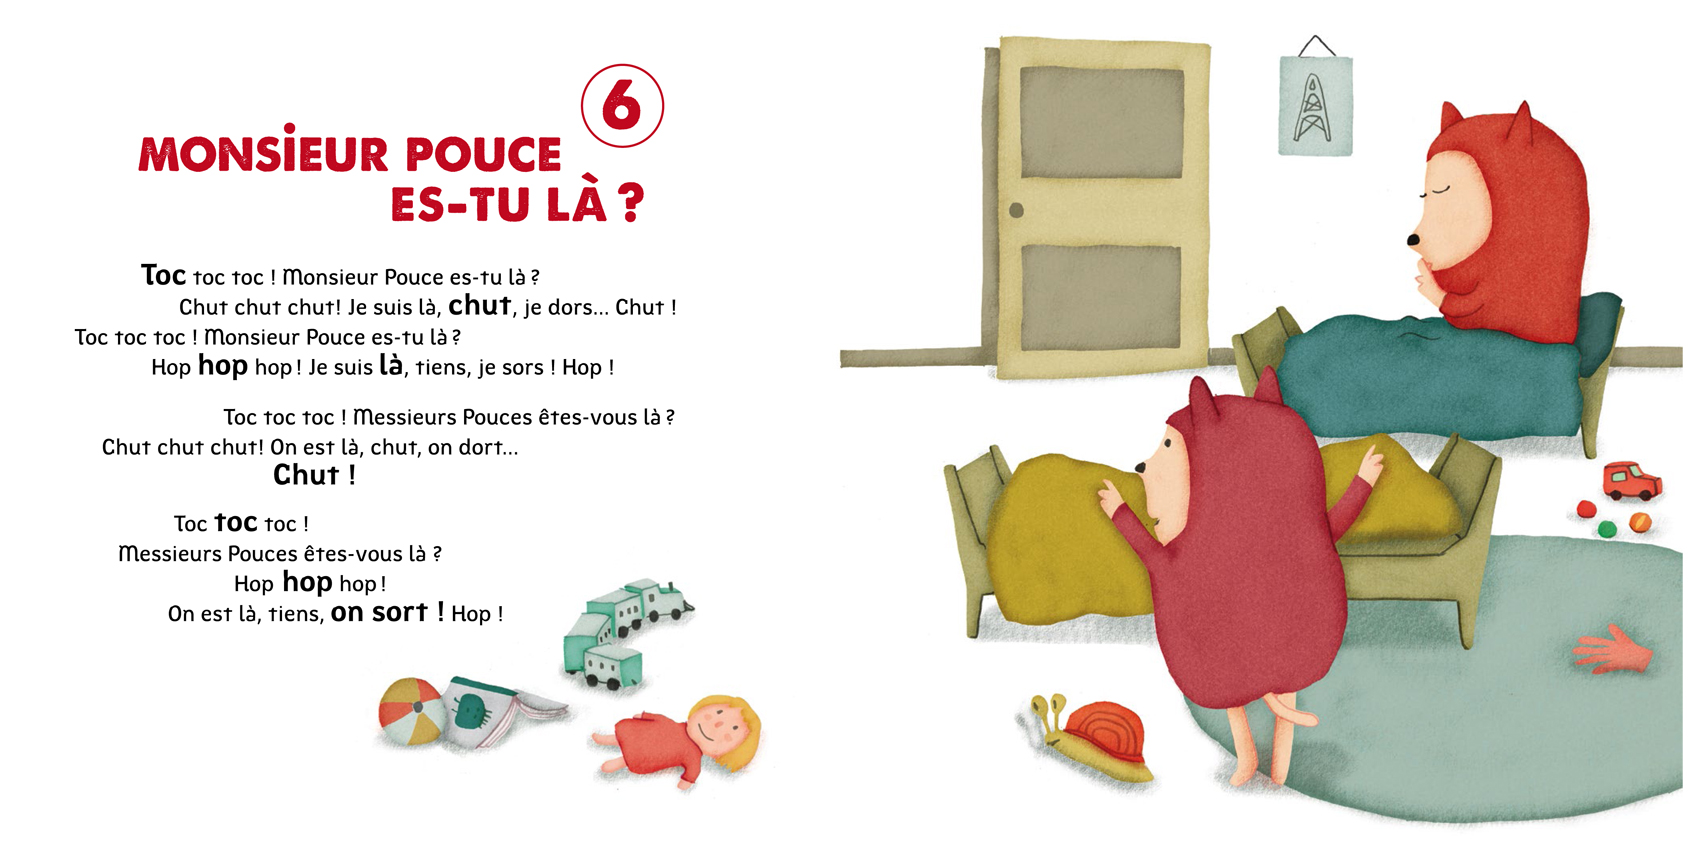 6
MONSIEUR POUCE
ES-TU LÀ ?
Toc toc toc ! Monsieur Pouce es-tu là ?
Chut chut chut! Je suis là, chut, je dors... Chut !
Toc toc toc ! Monsieur Pouce es-tu là ?
Hop hop hop ! Je suis là, tiens, je sors ! Hop !
Toc toc toc ! Messieurs Pouces êtes-vous là ?
Chut chut chut! On est là, chut, on dort...
Chut !
Toc toc toc !
Messieurs Pouces êtes-vous là ?
Hop hop hop !
On est là, tiens, on sort ! Hop !